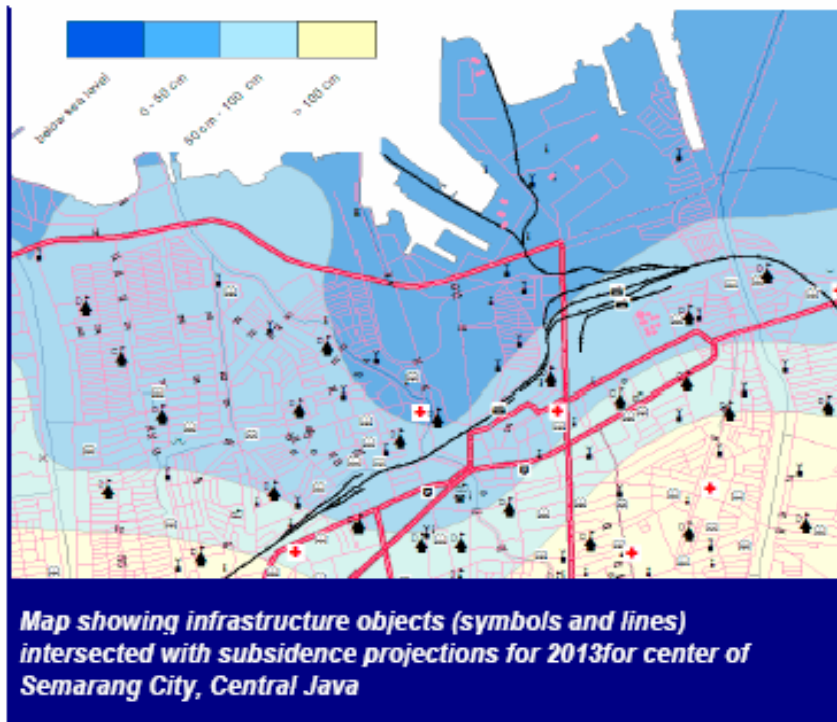 below sea level
0 - 50 cm
50 cm - 100 cm
> 100 cm
Map showing infrastructure objects (symbols and lines)
intersected with subsidence projections for 2013for center of
Semarang City, Central Java